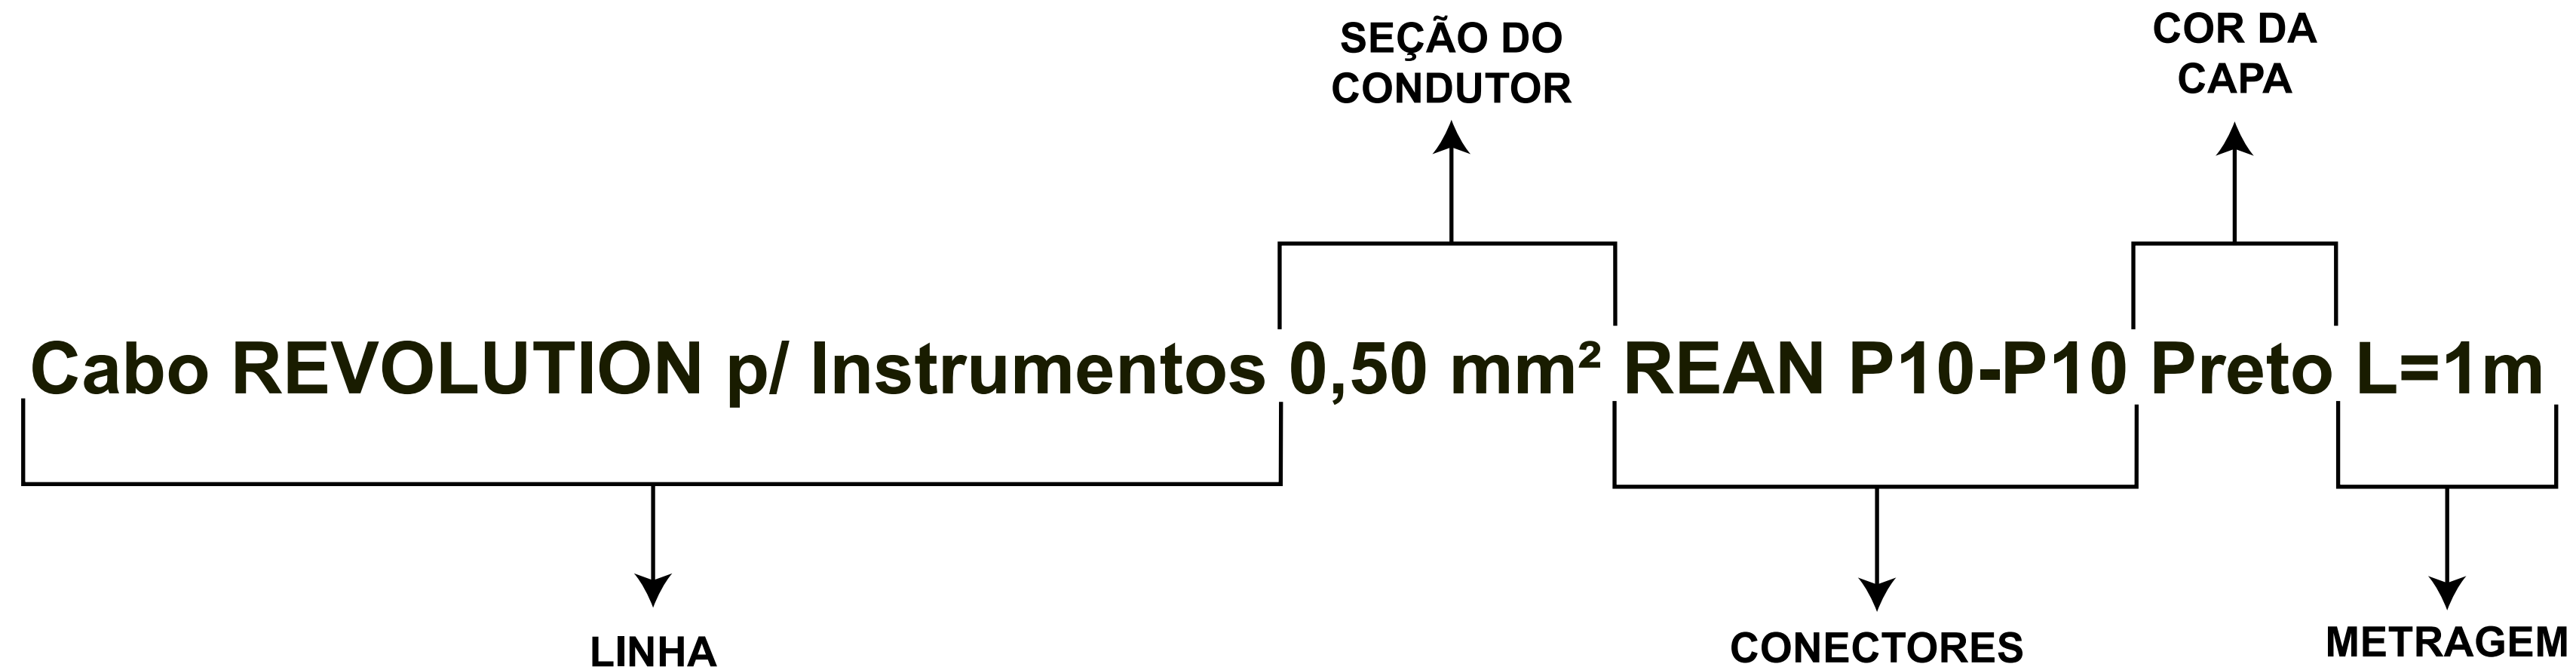 SEÇÃO DO
CONDUTOR
COR DA
CAPA
Cabo REVOLUTION p/ Instrumentos 0,50 mm² REAN P10-P10 Preto L=1m
LINHA
CONECTORES
METRAGEM